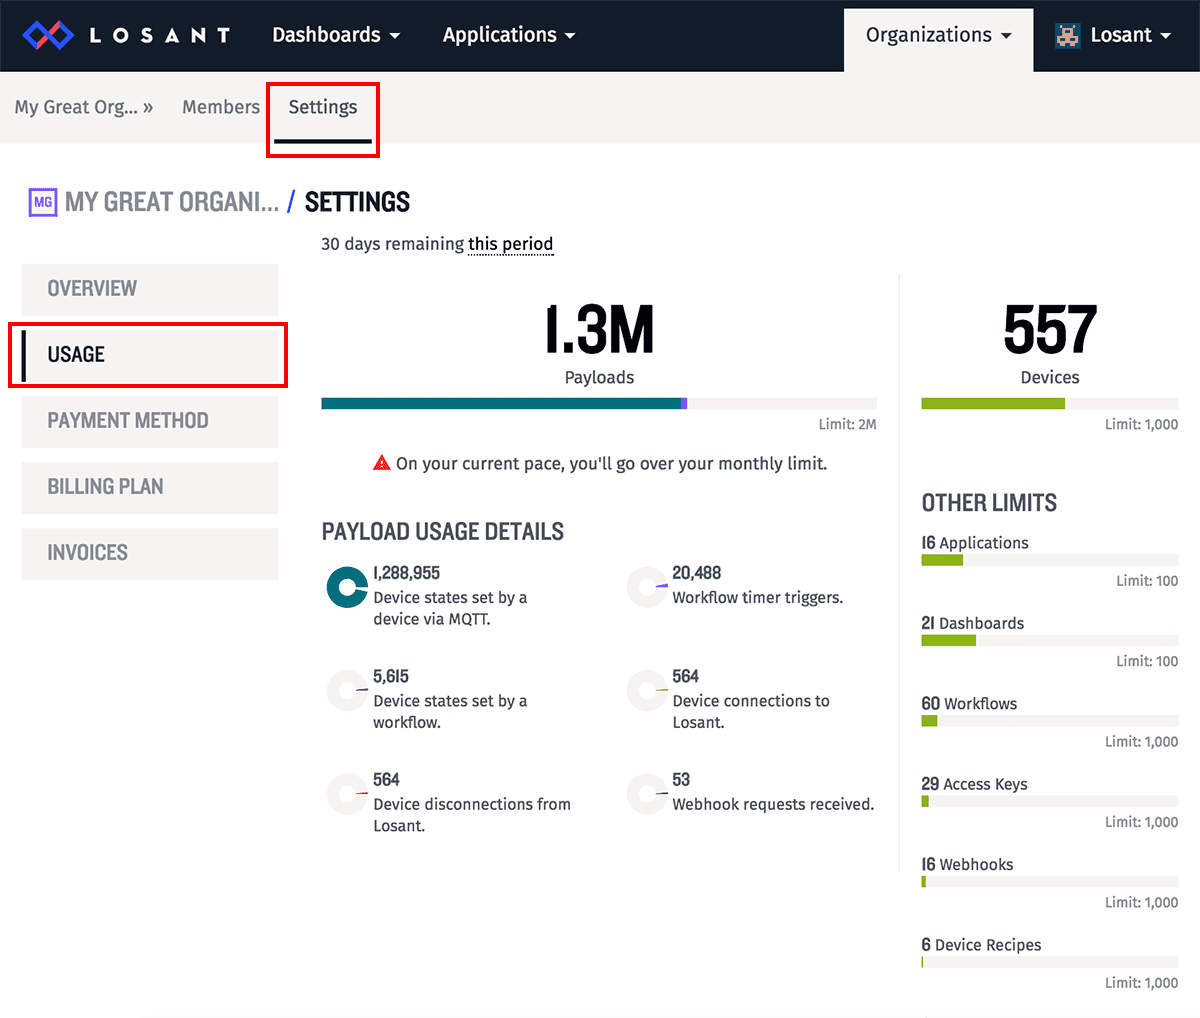 LOSANT Dashboards Applications Organizations Losant
My Great Org... » Members Settings
MG MY GREAT ORGANI... / SETTINGS
30 days remaining this period
OVERVIEW
USAGE
PAYMENT METHOD
BILLING PLAN
INVOICES
1.3M
Payloads
Limit: 2M
On your current pace, you'll go over your monthly limit.
PAYLOAD USAGE DETAILS
1,288,955
Device states set by a
device via MQTT.
20,488
Workflow timer triggers.
5,615
Device states set by a
workflow.
564
Device connections to
Losant.
564
Device disconnections from
Losant.
53
Webhook requests received.
557
Devices
Limit: 1,000
OTHER LIMITS
16 Applications
Limit: 100
21 Dashboards
Limit: 100
60 Workflows
Limit: 1,000
29 Access Keys
Limit: 1,000
16 Webhooks
Limit: 1,000
6 Device Recipes
Limit: 1,000